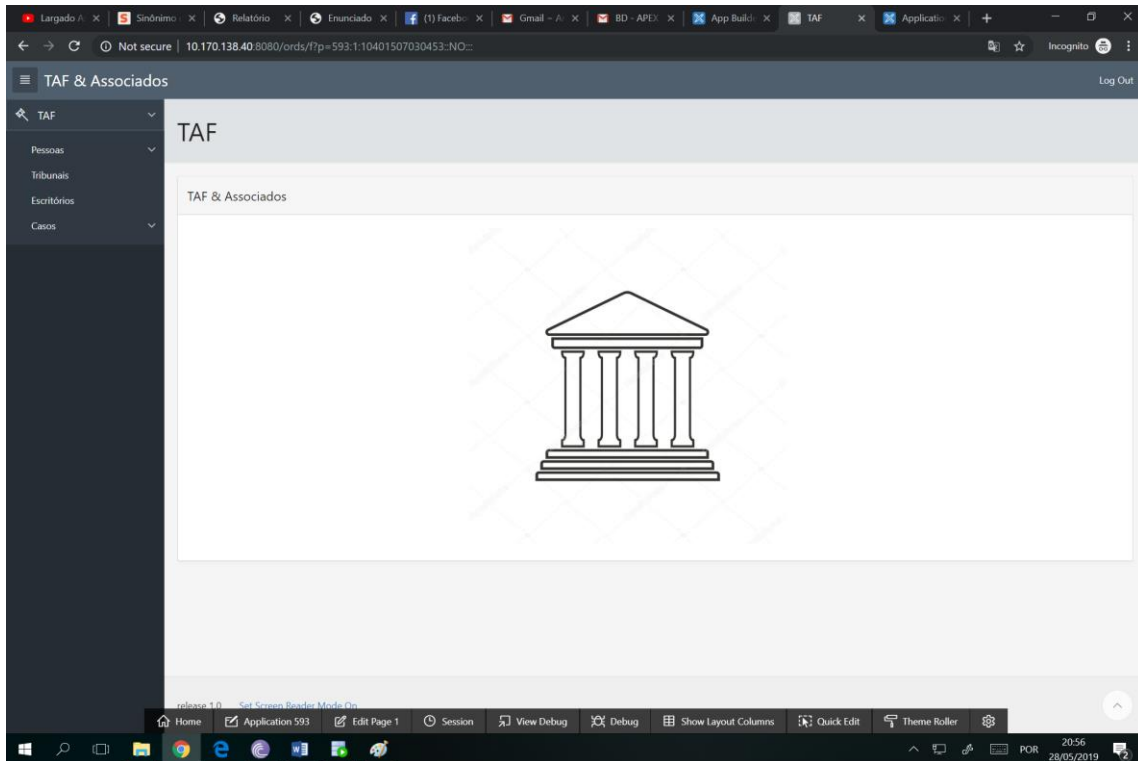 Largado A
Sinônimo
Relatório
Enunciado
(1) Facebo
Gmail – A
BD - APEX
App Build
TAF
Applicatio
Not secure | 10.170.138.40:8080/ords/f?p=593:1:10401507030453::NO:::
Incognito
TAF & Associados
Log Out
TAF
Pessoas
Tribunais
Escritórios
Casos
TAF
TAF & Associados
release 1.0 Set Screen Reader Mode On
Home Application 593 Edit Page 1 Session View Debug Debug Show Layout Columns Quick Edit Theme Roller
POR
20:56
28/05/2019
2